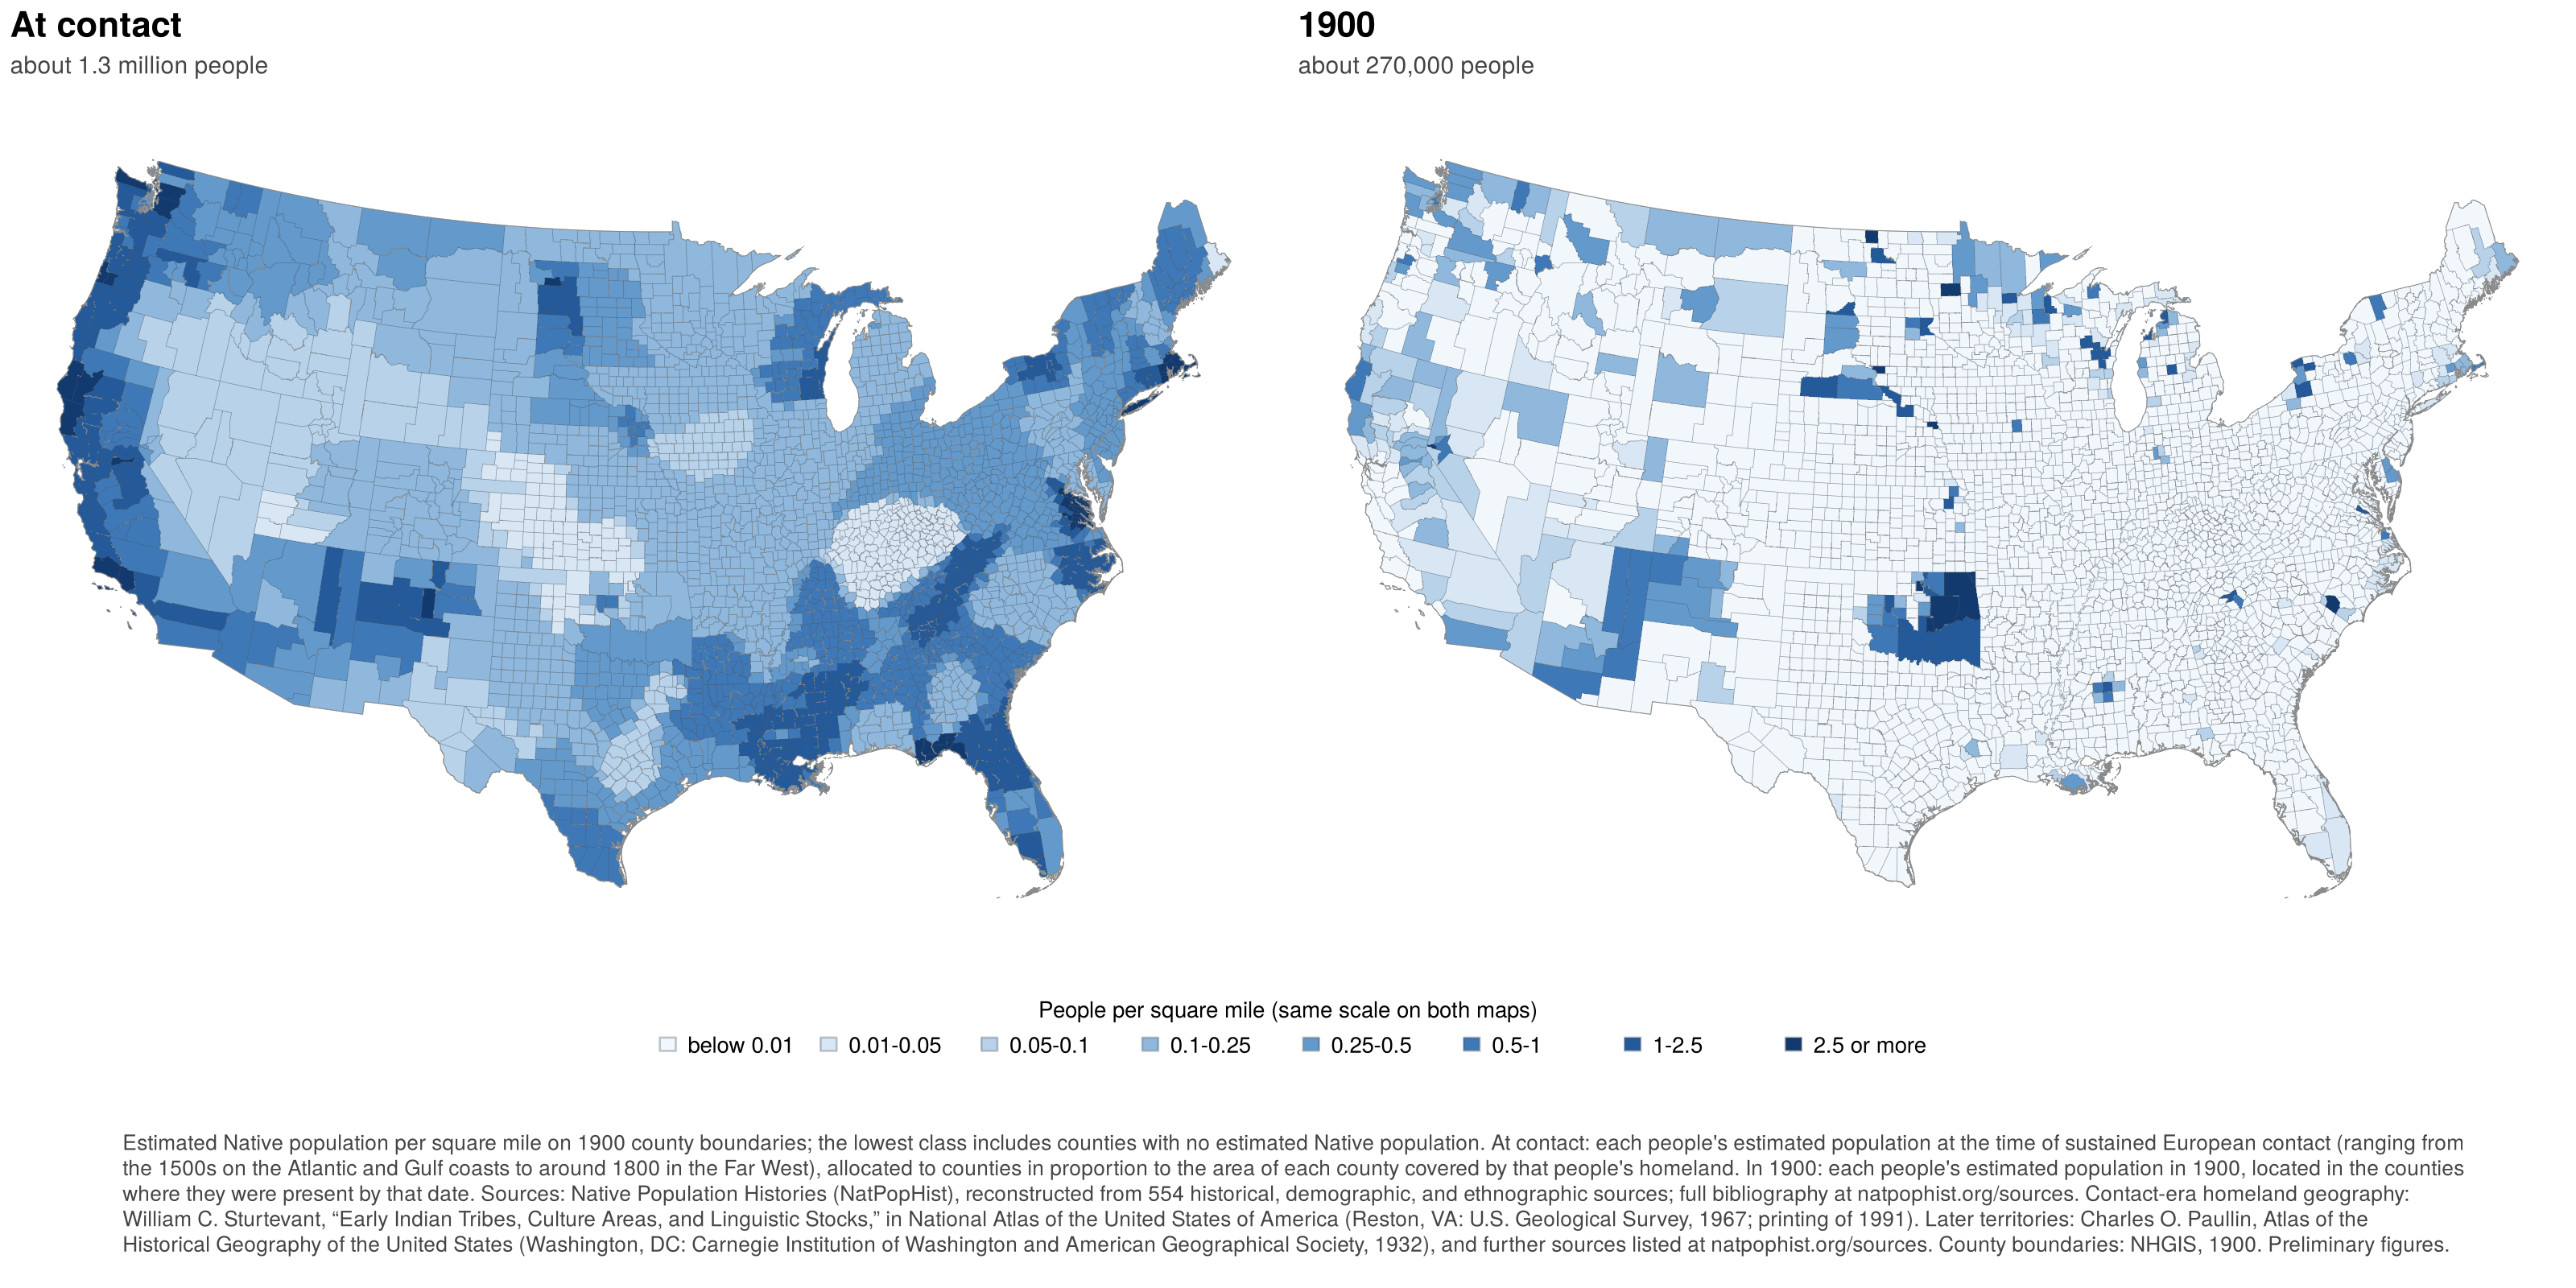 At contact
about 1.3 million people
1900
about 270,000 people
People per square mile (same scale on both maps)
below 0.01
0.01-0.05
0.05-0.1
0.1-0.25
0.25-0.5
0.5-1
1-2.5
2.5 or more
Estimated Native population per square mile on 1900 county boundaries; the lowest class includes counties with no estimated Native population. At contact: each people's estimated population at the time of sustained European contact (ranging from
the 1500s on the Atlantic and Gulf coasts to around 1800 in the Far West), allocated to counties in proportion to the area of each county covered by that people's homeland. In 1900: each people's estimated population in 1900, located in the counties
where they were present by that date. Sources: Native Population Histories (NatPopHist), reconstructed from 554 historical, demographic, and ethnographic sources; full bibliography at natpophist.org/sources. Contact-era homeland geography:
William C. Sturtevant, “Early Indian Tribes, Culture Areas, and Linguistic Stocks,” in National Atlas of the United States of America (Reston, VA: U.S. Geological Survey, 1967; printing of 1991). Later territories: Charles O. Paullin, Atlas of the
Historical Geography of the United States (Washington, DC: Carnegie Institution of Washington and American Geographical Society, 1932), and further sources listed at natpophist.org/sources. County boundaries: NHGIS, 1900. Preliminary figures.